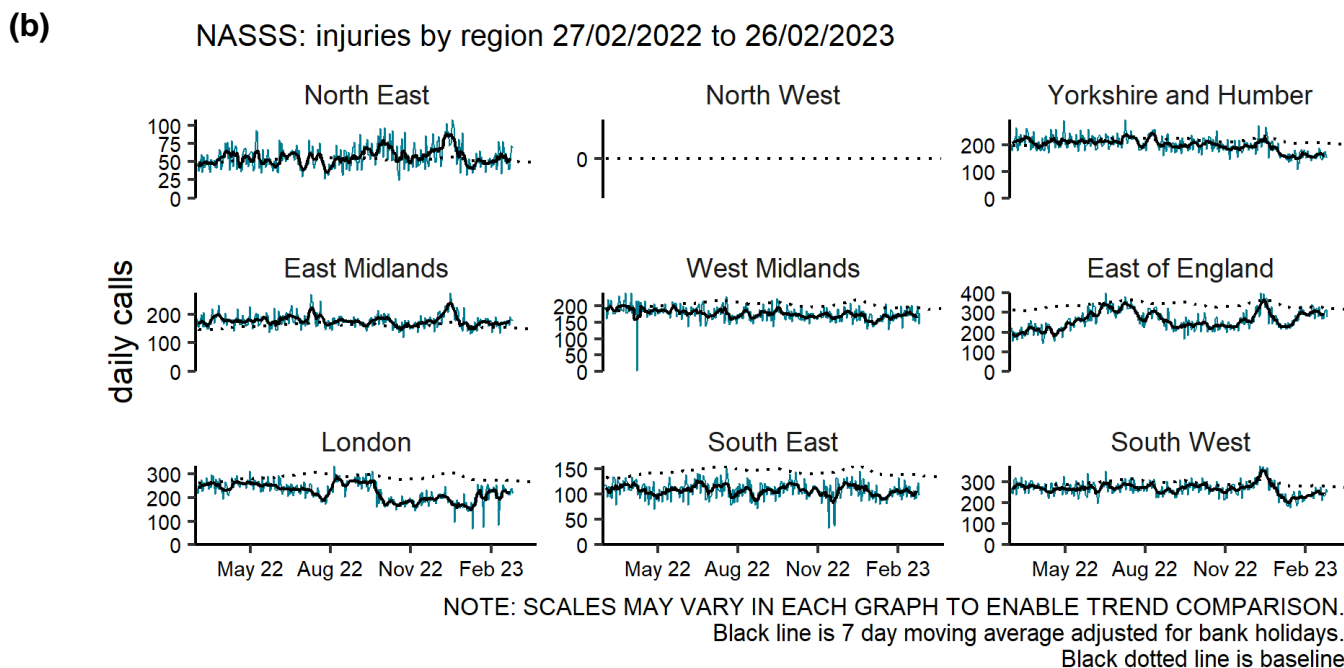 (b)
NASSS: injuries by region 27/02/2022 to 26/02/2023
North East
North West
Yorkshire and Humber
100
75
50
25
0
0
200
100
0
daily calls
East Midlands
West Midlands
East of England
200
100
0
200
150
100
50
0
400
300
200
100
0
London
South East
South West
300
200
100
0
150
100
50
0
300
200
100
0
May 22 Aug 22 Nov 22 Feb 23
May 22 Aug 22 Nov 22 Feb 23
May 22 Aug 22 Nov 22 Feb 23
NOTE: SCALES MAY VARY IN EACH GRAPH TO ENABLE TREND COMPARISON.
Black line is 7 day moving average adjusted for bank holidays.
Black dotted line is baseline